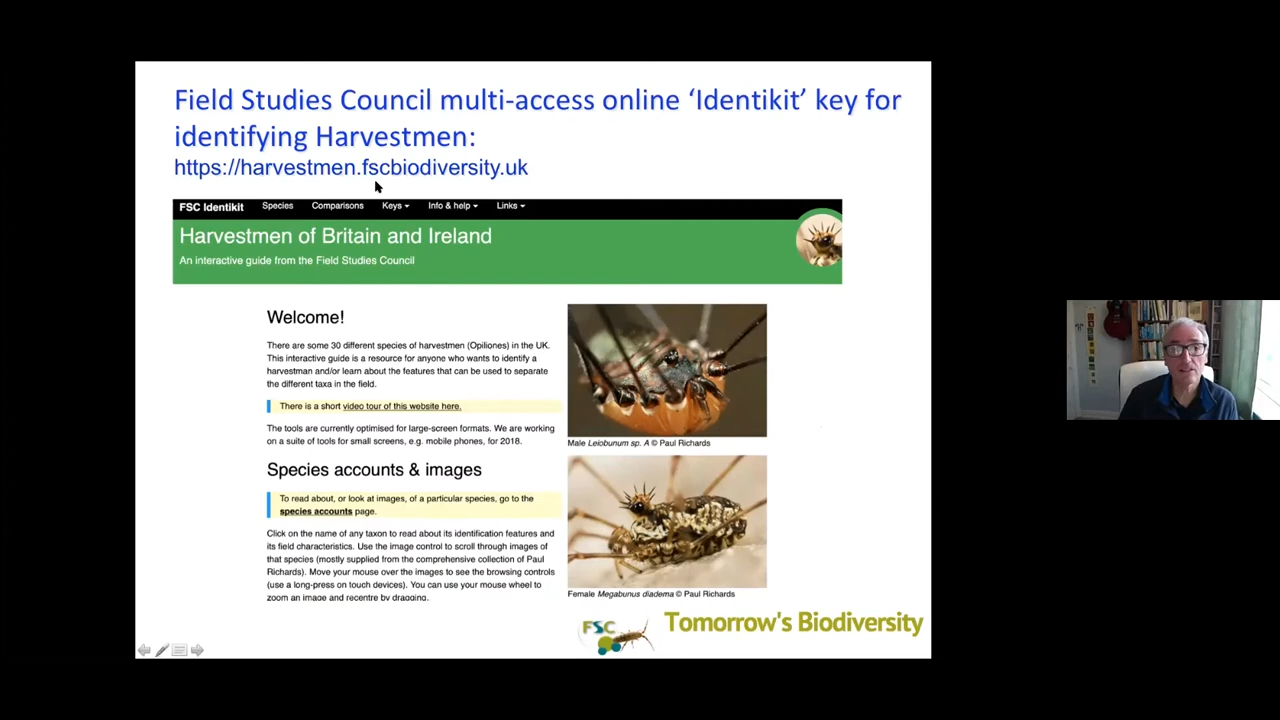 Field Studies Council multi-access online ‘Identikit’ key for
identifying Harvestmen:
https://harvestmen.fscbiodiversity.uk
FSC Identikit Species Comparisons Keys Info & help Links
Harvestmen of Britain and Ireland
An interactive guide from the Field Studies Council
Welcome!
There are some 30 different species of harvestmen (Opiliones) in the UK.
This interactive guide is a resource for anyone who wants to identify a
harvestman and/or learn about the features that can be used to separate
the different taxa in the field.
There is a short video tour of this website here.
The tools are currently optimised for large-screen formats. We are working
on a suite of tools for small screens, e.g. mobile phones, for 2018.
Male Leiobunum sp. A © Paul Richards
Species accounts & images
To read about, or look at images, of a particular species, go to the
species accounts page.
Click on the name of any taxon to read about its identification features and
its field characteristics. Use the image control to scroll through images of
that species (mostly supplied from the comprehensive collection of Paul
Richards). Move your mouse over the images to see the browsing controls
(use a long-press on touch devices). You can use your mouse wheel to
zoom an image and recentre by dragging.
Female Megabunus diadema © Paul Richards
FSC
Tomorrow's Biodiversity